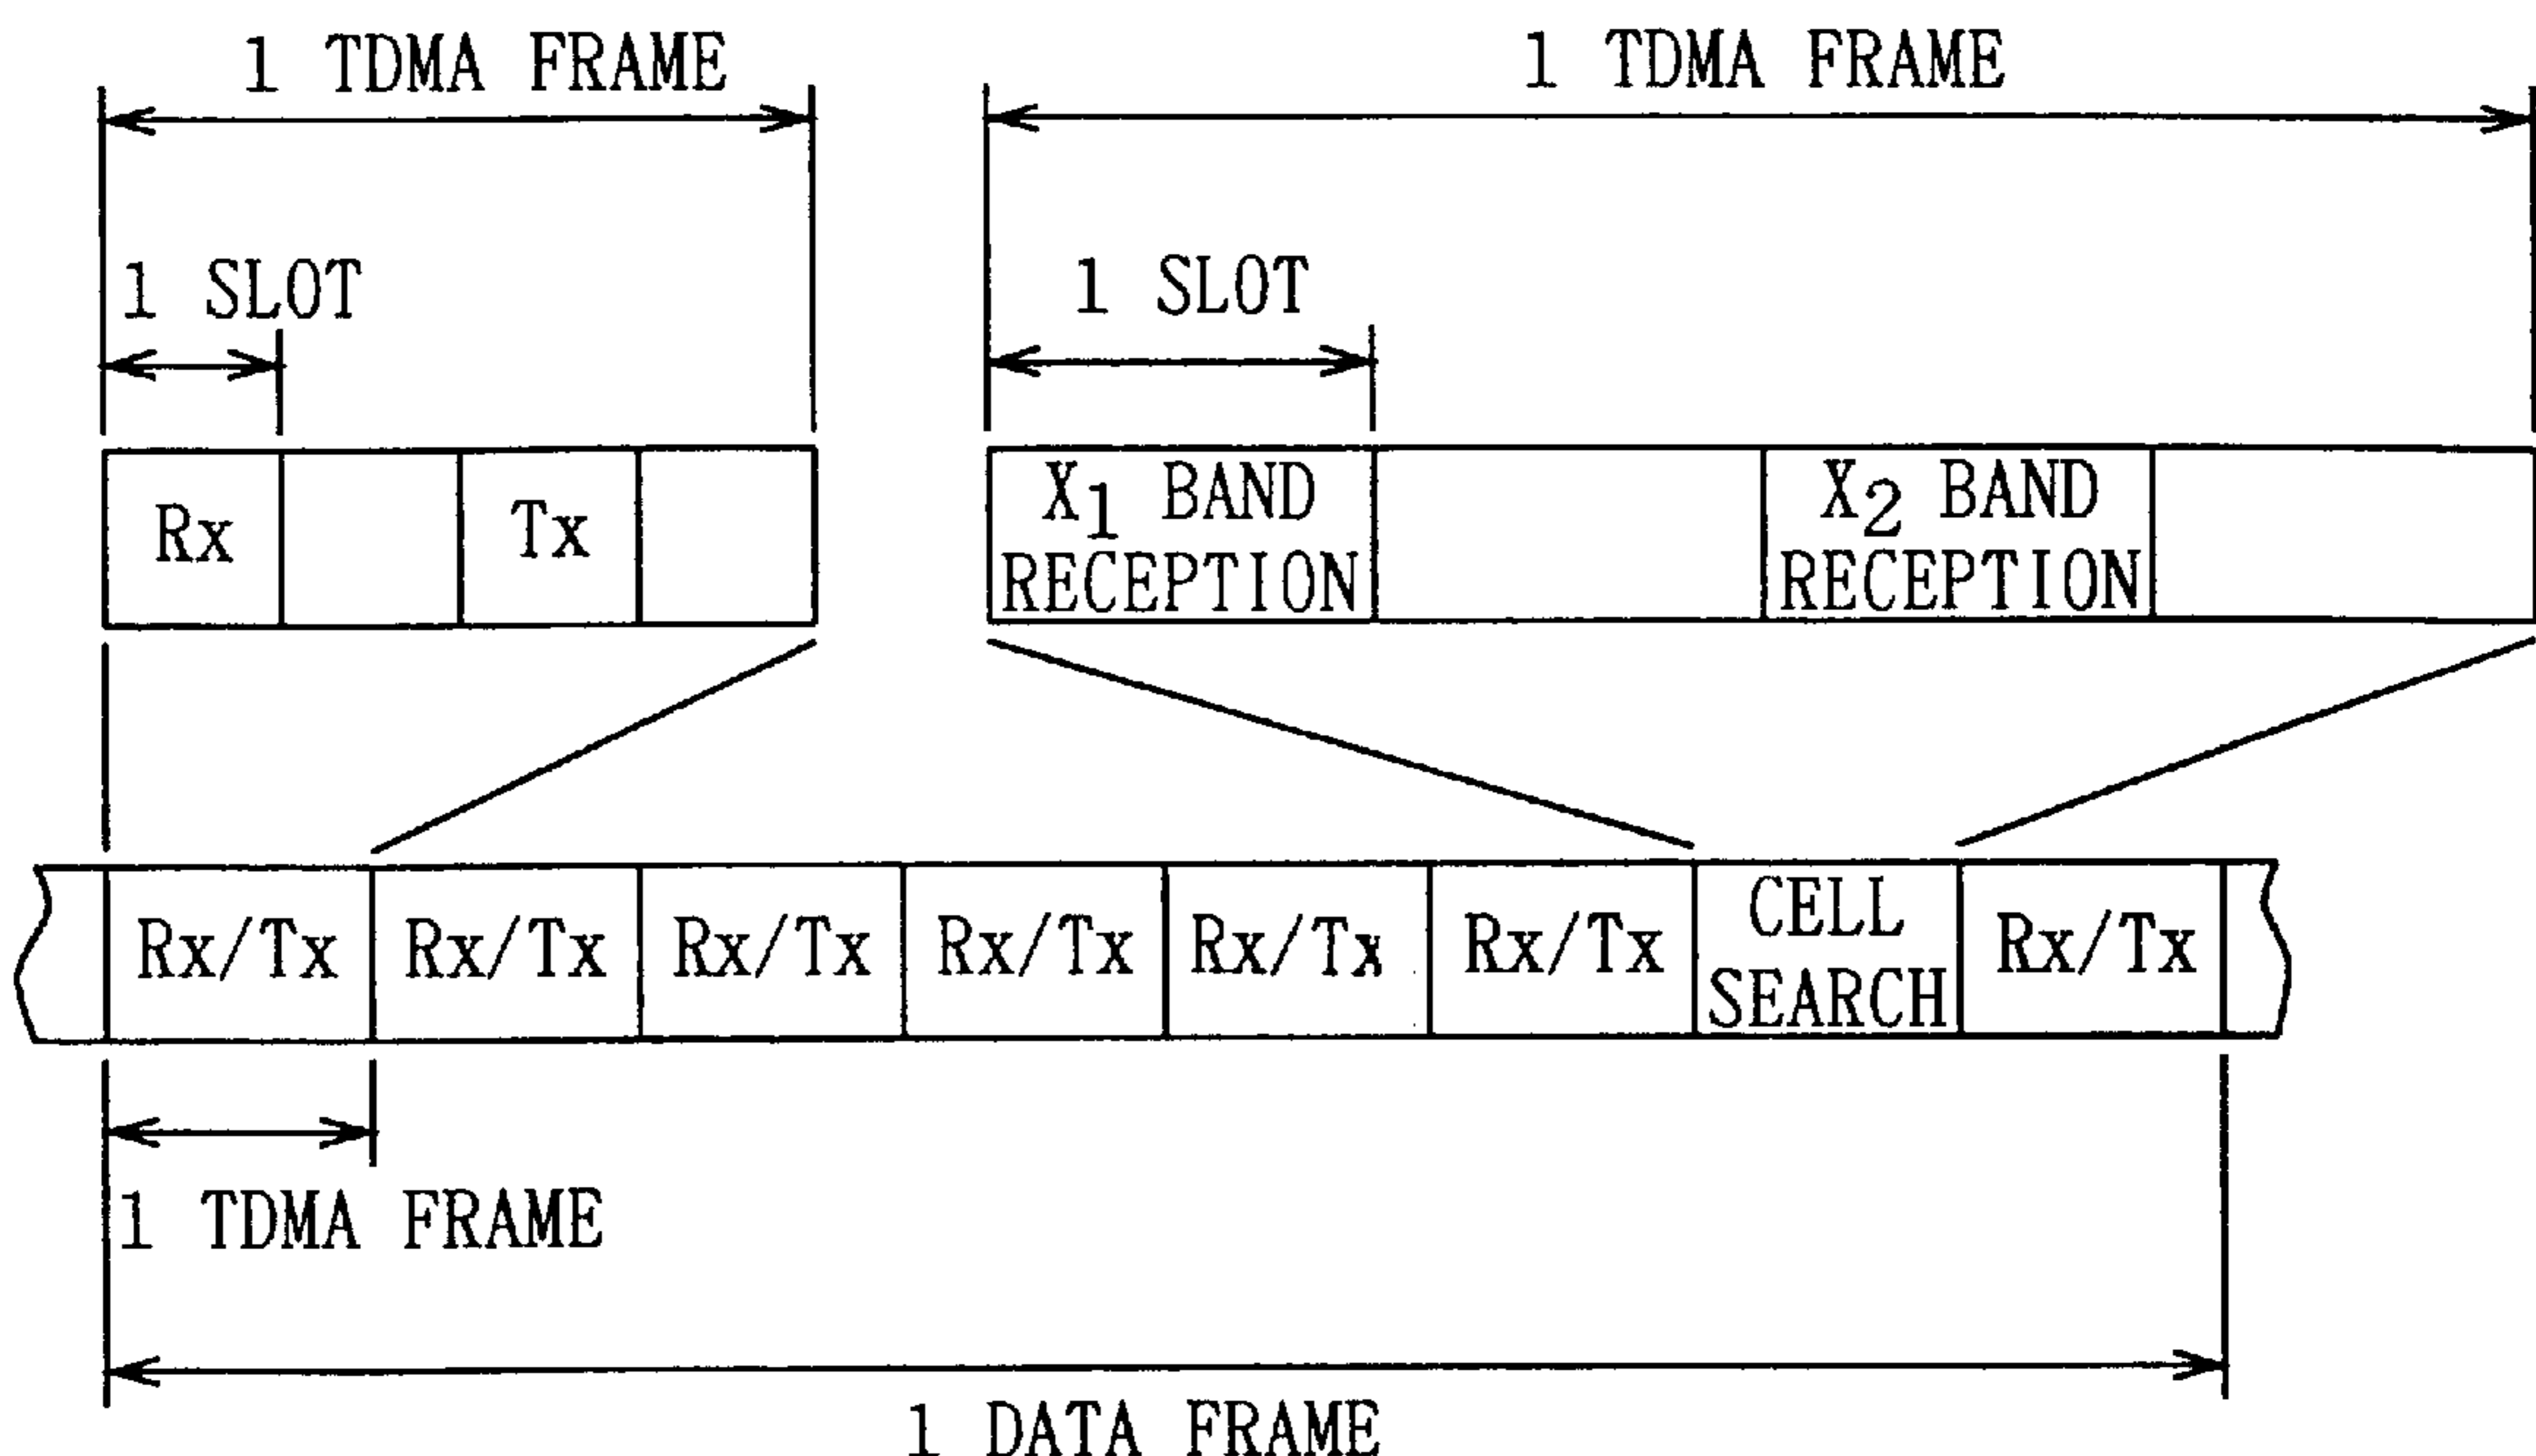 1 TDMA FRAME
1 TDMA FRAME
1 SLOT
1 SLOT
Rx
Tx
X1 BAND
RECEPTION
X2 BAND
RECEPTION
Rx/Tx
Rx/Tx
Rx/Tx
Rx/Tx
Rx/Tx
Rx/Tx
CELL
SEARCH
Rx/Tx
1 TDMA FRAME
1 DATA FRAME